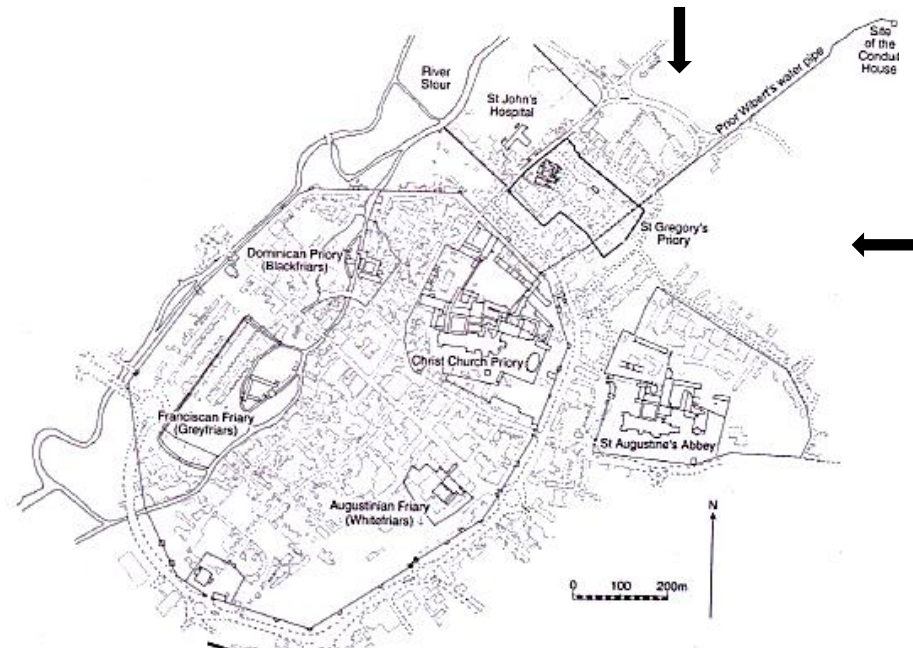 Site
of the
Conduit
House
Prior Wibert's water pipe
River
Stour
St John's
Hospital
St Gregory's
Priory
Dominican Priory
(Blackfriars)
Christ Church Priory
Franciscan Friary
(Greyfriars)
St Augustine's Abbey
Augustinian Friary
(Whitefriars)
N
0 100 200m